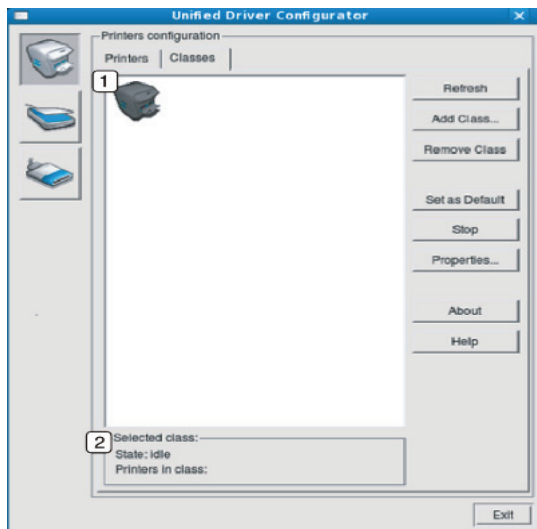 Unified Driver Configurator
Printers configuration
Printers Classes
1
Refresh
Add Class...
Remove Class
Set as Default
Stop
Properties...
About
Help
2 Selected class:
State: idle
Printers in class:
Exit